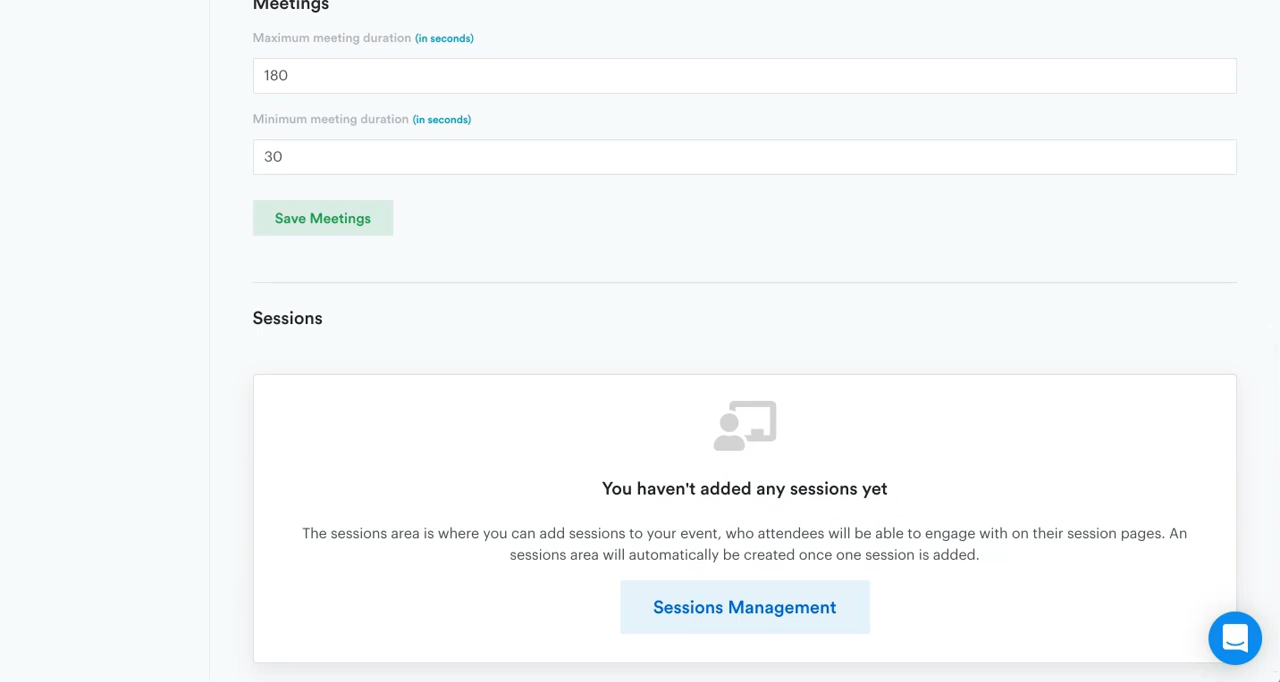 Meetings
Maximum meeting duration (in seconds)
180
Minimum meeting duration (in seconds)
30
Save Meetings
Sessions
You haven't added any sessions yet
The sessions area is where you can add sessions to your event, who attendees will be able to engage with on their session pages. An
sessions area will automatically be created once one session is added.
Sessions Management